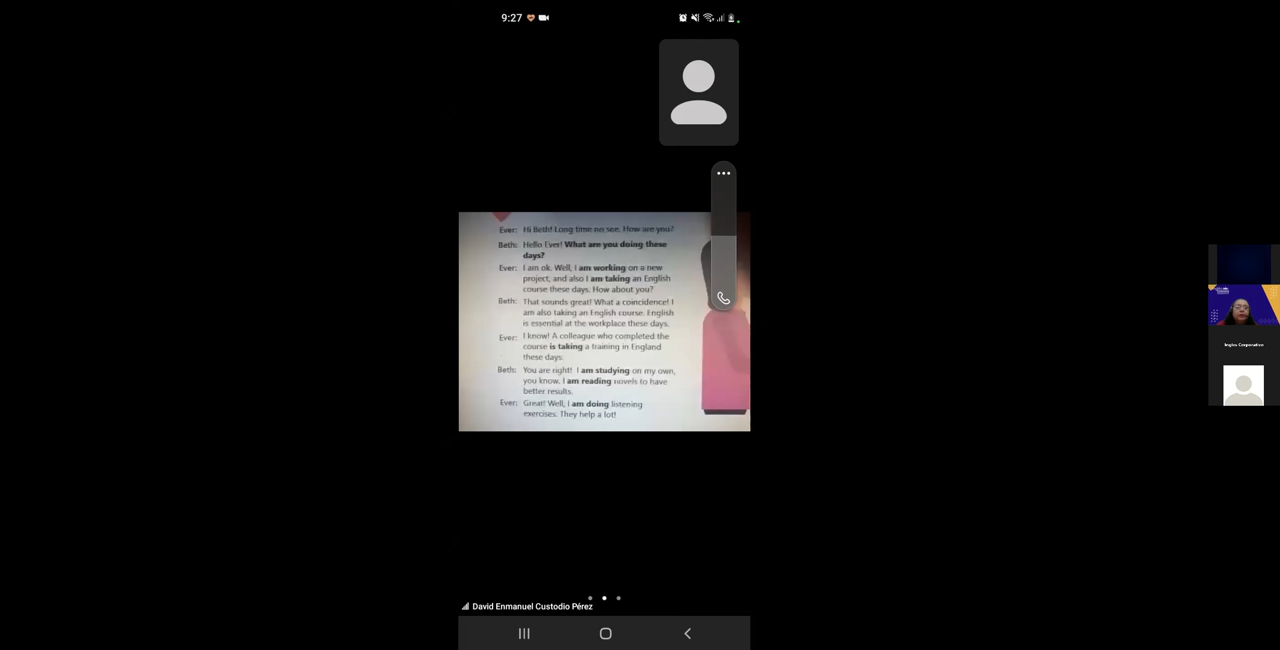 9:27
Ever: Hi Beth! Long time no see. How are you?
Beth: Hello Ever! What are you doing these
days?
Ever: I am ok. Well, I am working on a new
project, and also I am taking an English
course these days. How about you?
Beth: That sounds great! What a coincidence! I
am also taking an English course. English
is essential at the workplace these days.
Ever: I know! A colleague who completed the
course is taking a training in England
these days.
Beth: You are right! I am studying on my own,
you know. I am reading novels to have
better results.
Ever: Great! Well, I am doing listening
exercises. They help a lot!
Ingles Corporativo
David Enmanuel Custodio Pérez